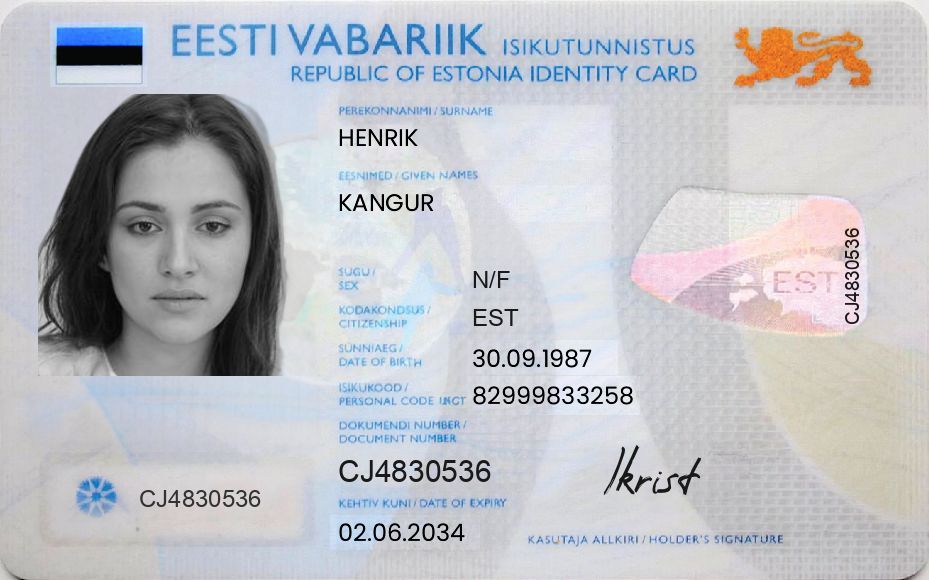 EESTI VABARIIK ISIKUTUNNISTUS
REPUBLIC OF ESTONIA IDENTITY CARD
PEREKONNANIMI / SURNAME
HENRIK
EESNIMED / GIVEN NAMES
KANGUR
SUGU /
SEX
N/F
KODAKONDSUS /
CITIZENSHIP
EST
SÜNNIAEG /
DATE OF BIRTH
30.09.1987
ISIKUKOOD /
PERSONAL CODE
82999833258
DOKUMENDI NUMBER /
DOCUMENT NUMBER
CJ4830536
KEHTIV KUNI / DATE OF EXPIRY
02.06.2034
CJ4830536
EST
CJ4830536
Ikrist
KASUTAJA ALLKIRI / HOLDER'S SIGNATURE